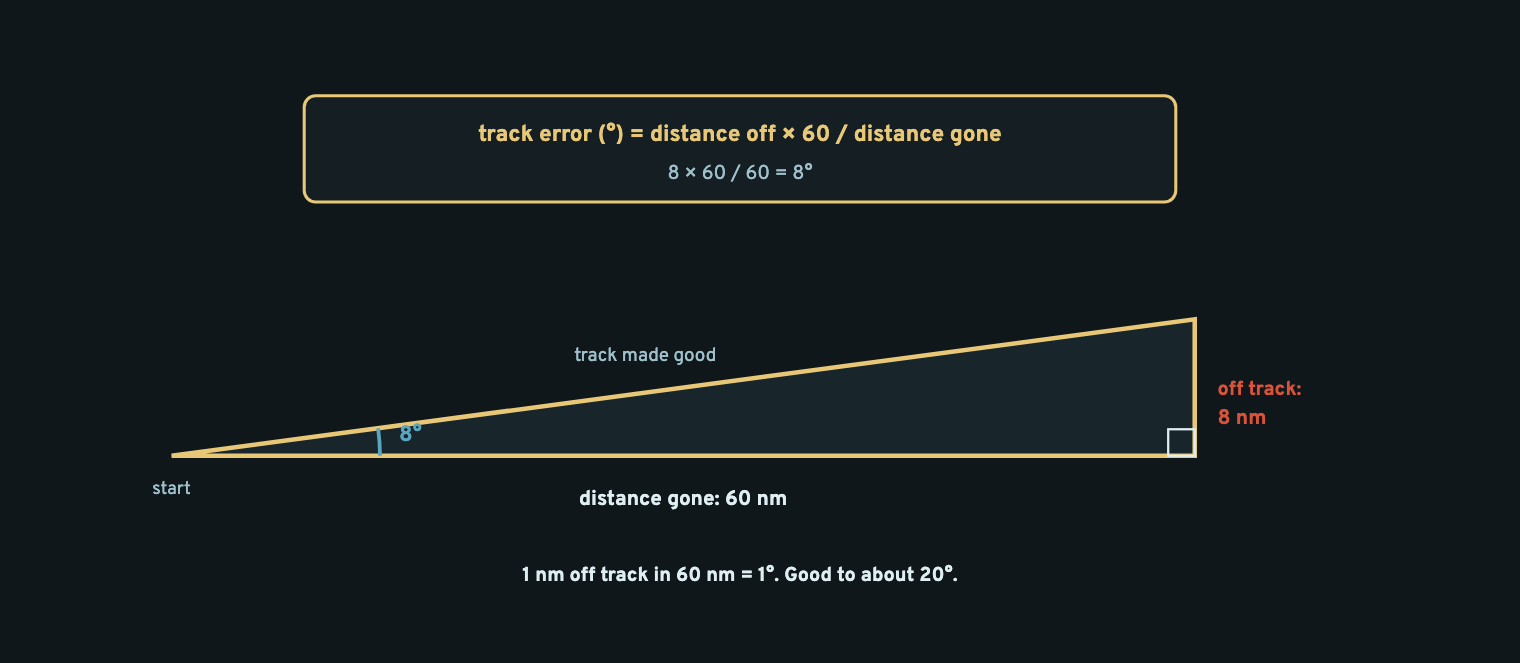 track error (°) = distance off × 60 / distance gone
8 × 60 / 60 = 8°
track made good
off track:
8 nm
8°
start
distance gone: 60 nm
1 nm off track in 60 nm = 1°. Good to about 20°.